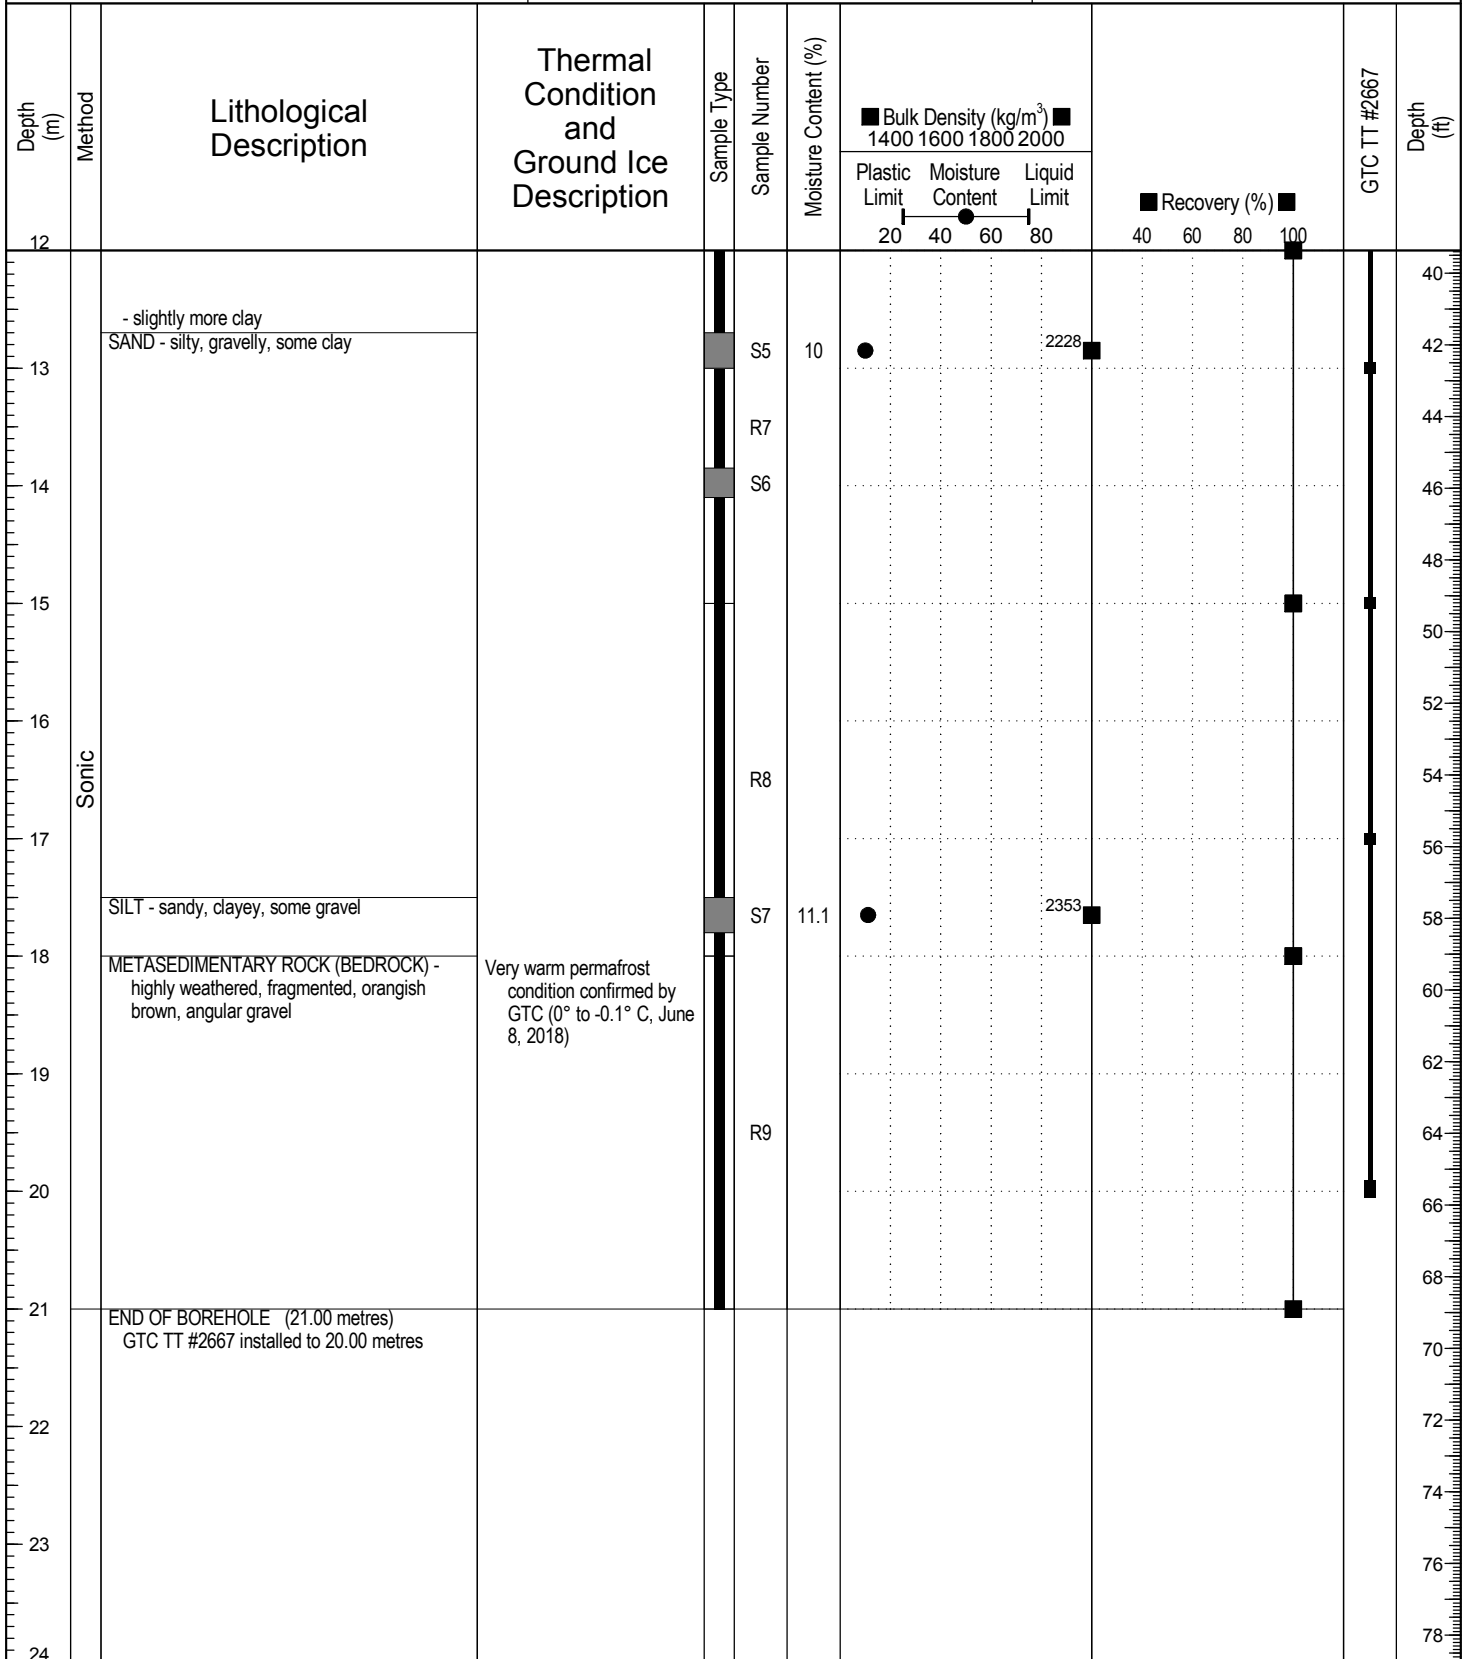 Depth
(m)
Method
Lithological
Description
Thermal
Condition
and
Ground Ice
Description
Sample Type
Sample Number
Moisture Content (%)
Bulk Density (kg/m³)
1400 1600 1800 2000
Plastic Moisture Liquid
Limit Content Limit
20 40 60 80
Recovery (%)
40 60 80 100
GTC TT #2667
Depth
(ft)
12
40
- slightly more clay
SAND - silty, gravelly, some clay
S5 10 2228 42
13
R7 44
14 S6 46
48
15
50
16 52
Sonic
R8 54
17 56
SILT - sandy, clayey, some gravel
S7 11.1 2353 58
18
METASEDIMENTARY ROCK (BEDROCK) -
highly weathered, fragmented, orangish
brown, angular gravel
Very warm permafrost
condition confirmed by
GTC (0° to -0.1° C, June
8, 2018)
60
62
19
R9 64
20
66
68
21
END OF BOREHOLE (21.00 metres)
GTC TT #2667 installed to 20.00 metres
70
22 72
74
23
76
78
24